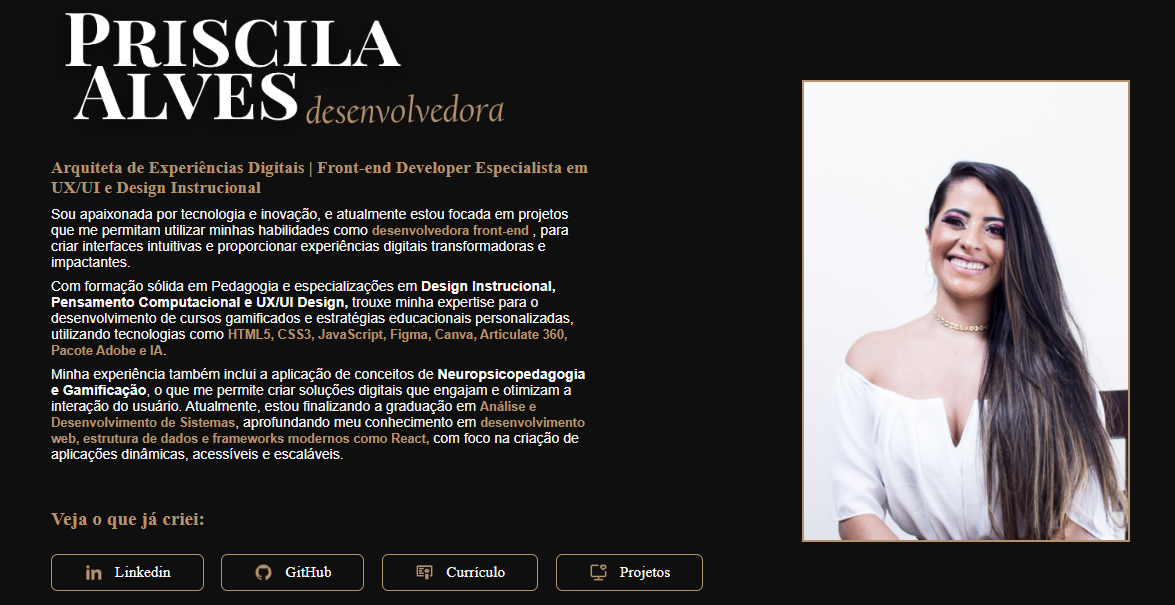 PRISCILA
ALVES desenvolvedora
Arquiteta de Experiências Digitais | Front-end Developer Especialista em
UX/UI e Design Instrucional
Sou apaixonada por tecnologia e inovação, e atualmente estou focada em projetos
que me permitam utilizar minhas habilidades como desenvolvedora front-end , para
criar interfaces intuitivas e proporcionar experiências digitais transformadoras e
impactantes.
Com formação sólida em Pedagogia e especializações em Design Instrucional,
Pensamento Computacional e UX/UI Design, trouxe minha expertise para o
desenvolvimento de cursos gamificados e estratégias educacionais personalizadas,
utilizando tecnologias como HTML5, CSS3, JavaScript, Figma, Canva, Articulate 360,
Pacote Adobe e IA.
Minha experiência também inclui a aplicação de conceitos de Neuropsicopedagogia
e Gamificação, o que me permite criar soluções digitais que engajam e otimizam a
interação do usuário. Atualmente, estou finalizando a graduação em Análise e
Desenvolvimento de Sistemas, aprofundando meu conhecimento em desenvolvimento
web, estrutura de dados e frameworks modernos como React, com foco na criação de
aplicações dinâmicas, acessíveis e escaláveis.
Veja o que já criei:
Linkedin GitHub Currículo Projetos